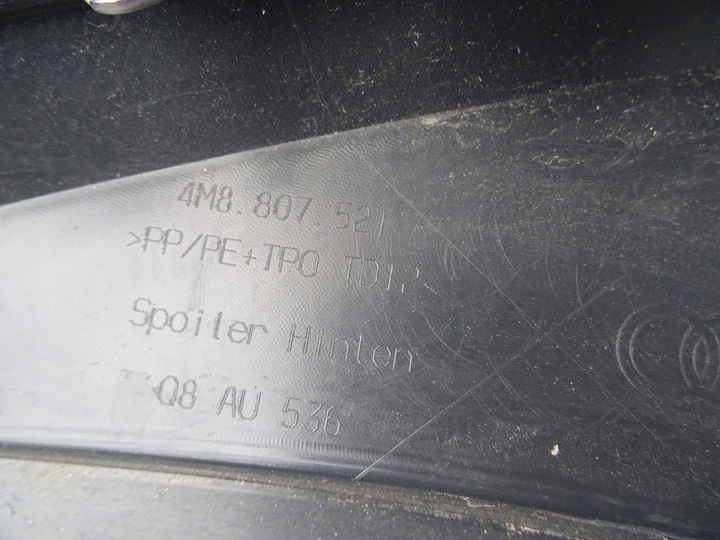 4M8.807.521
>PP/PE+TPO TD12<
Spoiler Hinten
Q8 AU 536